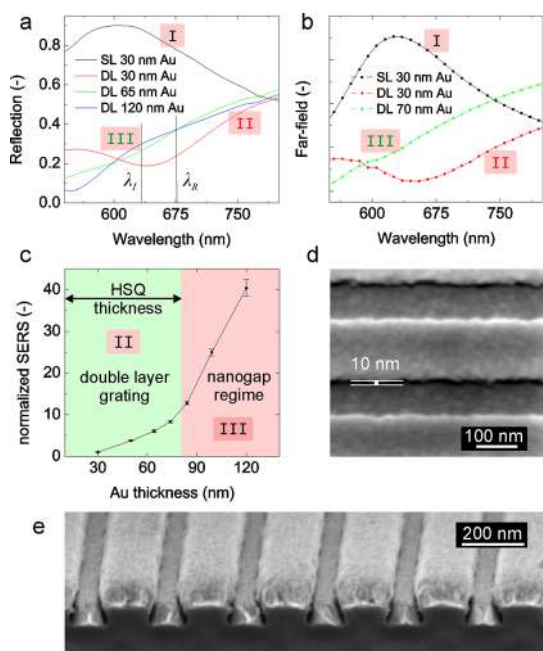 a
b
0.8
0.6
0.4
0.2
0.0
Reflection (-)
I
SL 30 nm Au
DL 30 nm Au
DL 65 nm Au
DL 120 nm Au
III
II
λI
λR
600
675
750
Wavelength (nm)
Far-field (-)
I
SL 30 nm Au
DL 30 nm Au
DL 70 nm Au
III
II
600
675
750
Wavelength (nm)
c
d
normalized SERS (-)
40
30
20
10
0
HSQ
thickness
II
double layer
grating
nanogap
regime
III
30
60
90
120
Au thickness (nm)
10 nm
100 nm
e
200 nm